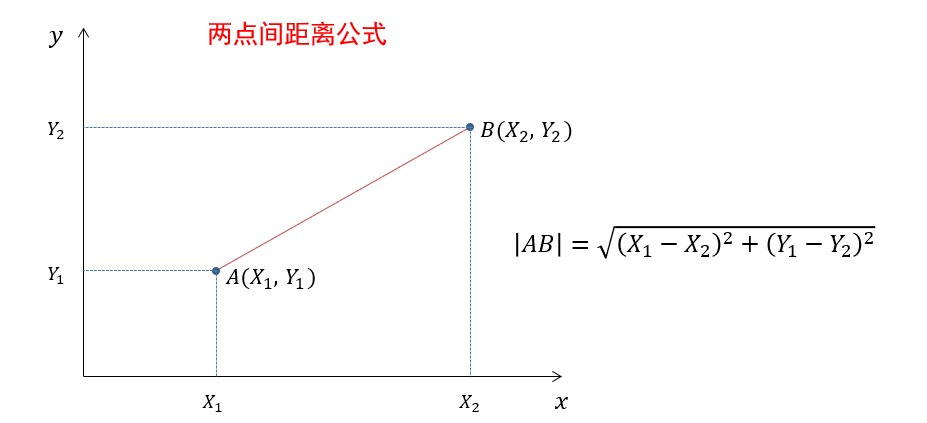 两点间距离公式
y
Y₂
B(X₂, Y₂)
|AB| = √((X₁ − X₂)² + (Y₁ − Y₂)²)
Y₁
A(X₁, Y₁)
X₁
X₂
x